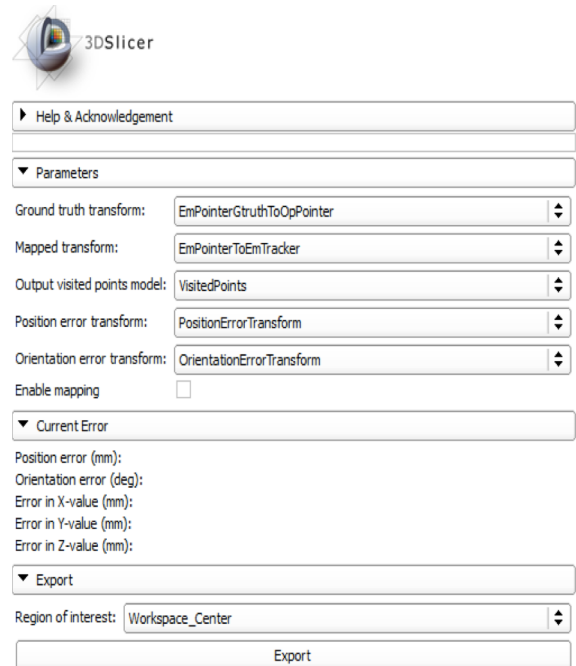 3DSlicer
Help & Acknowledgement
Parameters
Ground truth transform: EmPointerGtruthToOpPointer
Mapped transform: EmPointerToEmTracker
Output visited points model: VisitedPoints
Position error transform: PositionErrorTransform
Orientation error transform: OrientationErrorTransform
Enable mapping
Current Error
Position error (mm):
Orientation error (deg):
Error in X-value (mm):
Error in Y-value (mm):
Error in Z-value (mm):
Export
Region of interest: Workspace_Center
Export